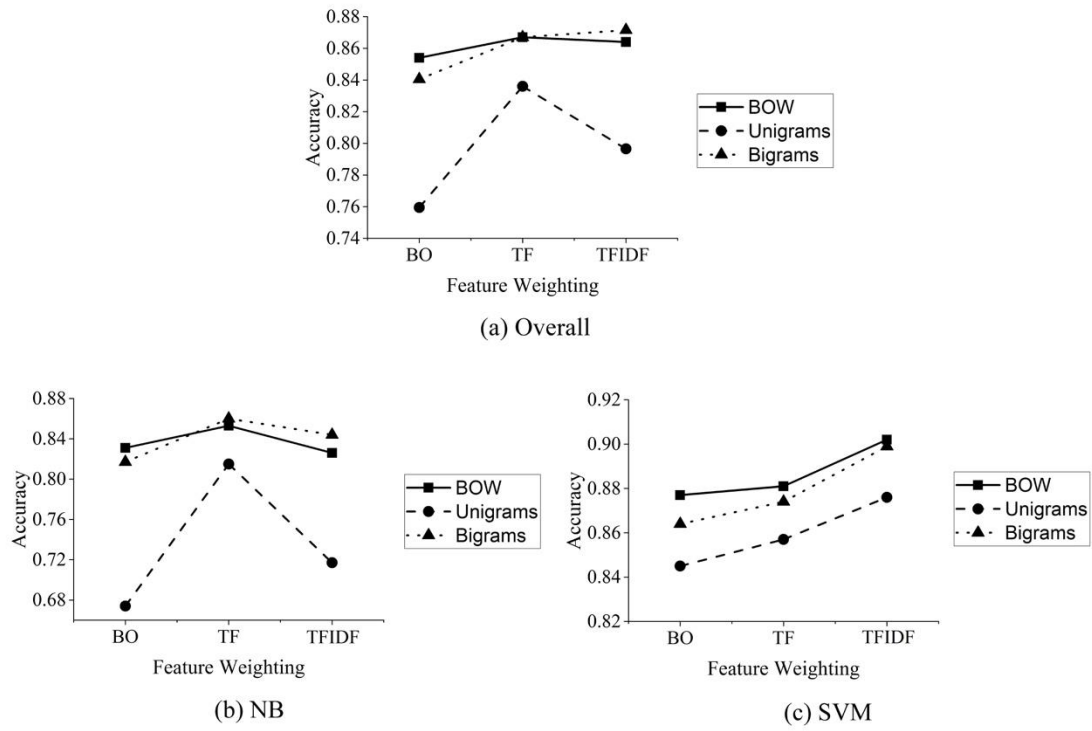 0.88
0.86
0.84
0.82
0.80
0.78
0.76
0.74
Accuracy
BO TF TFIDF
Feature Weighting
BOW
Unigrams
Bigrams
(a) Overall
0.88
0.84
0.80
0.76
0.72
0.68
Accuracy
BO TF TFIDF
Feature Weighting
BOW
Unigrams
Bigrams
(b) NB
0.92
0.90
0.88
0.86
0.84
0.82
Accuracy
BO TF TFIDF
Feature Weighting
BOW
Unigrams
Bigrams
(c) SVM